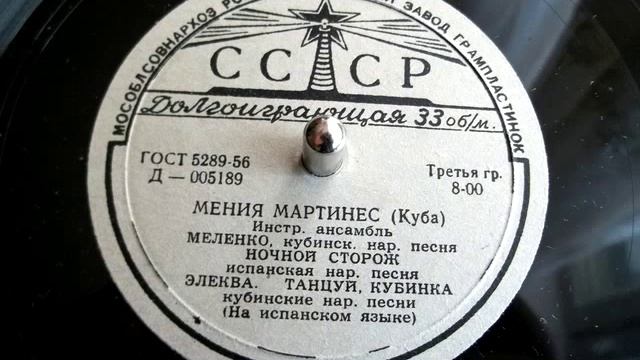 МОСОБЛСОВНАРХОЗ РО
ЗАВОД ГРАМПЛАСТИНОК
СССР
Долгоиграющая 33 об/м.
ГОСТ 5289-56
Д — 005189
Третья гр.
8-00
МЕНИЯ МАРТИНЕС (Куба)
Инстр. ансамбль
МЕЛЕНКО, кубинск. нар. песня
НОЧНОЙ СТОРОЖ
испанская нар. песня
ЭЛЕКВА. ТАНЦУЙ, КУБИНКА
кубинские нар. песни
(На испанском языке)